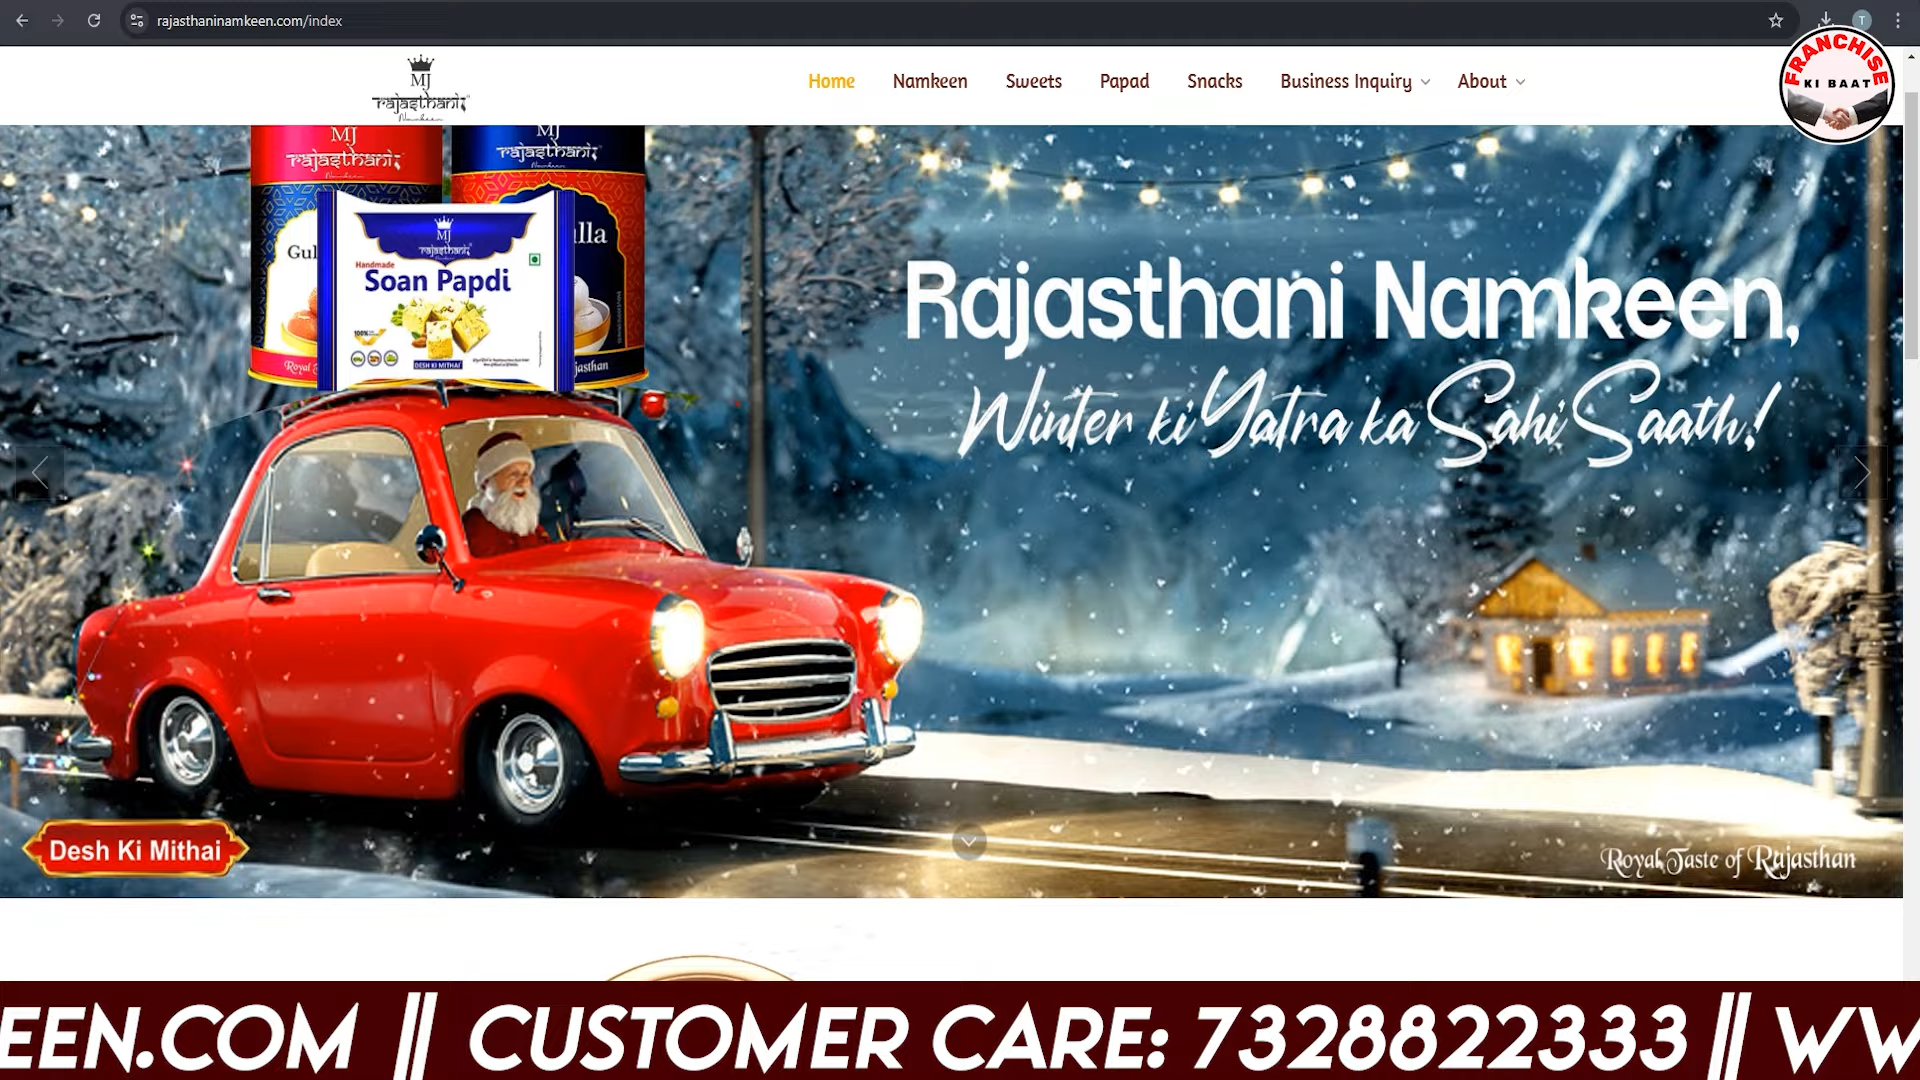 rajasthaninamkeen.com/index
T
FRANCHISE
KI BAAT
MJ
rajasthani
Namkeen
Home
Namkeen
Sweets
Papad
Snacks
Business Inquiry
About
MJ
rajasthani
MJ
rajasthani
Gul
lla
MJ
rajasthani
Handmade
Soan Papdi
100%
DESH KI MITHAI
Royal
jasthan
Rajasthani Namkeen,
Winter ki Yatra ka Sahi Saath!
Desh Ki Mithai
Royal Taste of Rajasthan
EEN.COM || CUSTOMER CARE: 7328822333 || WW